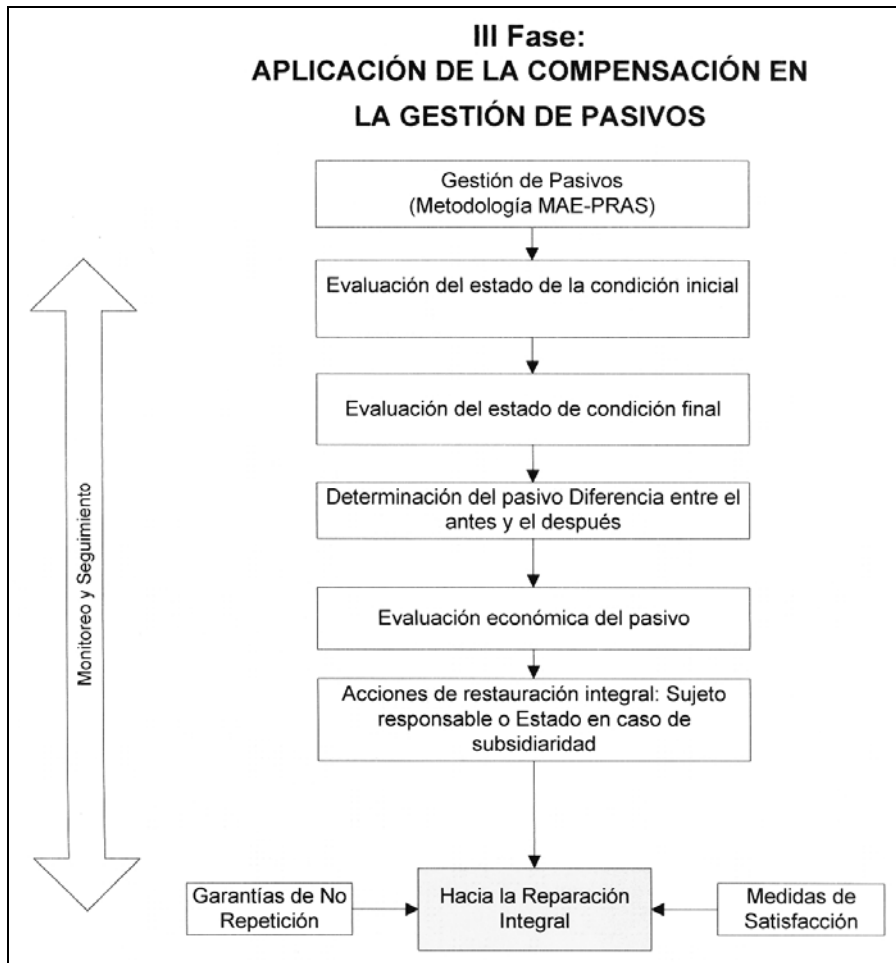 III Fase:
APLICACIÓN DE LA COMPENSACIÓN EN
LA GESTIÓN DE PASIVOS
Gestión de Pasivos
(Metodología MAE-PRAS)
Evaluación del estado de la condición inicial
Evaluación del estado de condición final
Determinación del pasivo Diferencia entre el
antes y el después
Evaluación económica del pasivo
Acciones de restauración integral: Sujeto
responsable o Estado en caso de
subsidiaridad
Monitoreo y Seguimiento
Garantías de No
Repetición
Hacia la Reparación
Integral
Medidas de
Satisfacción